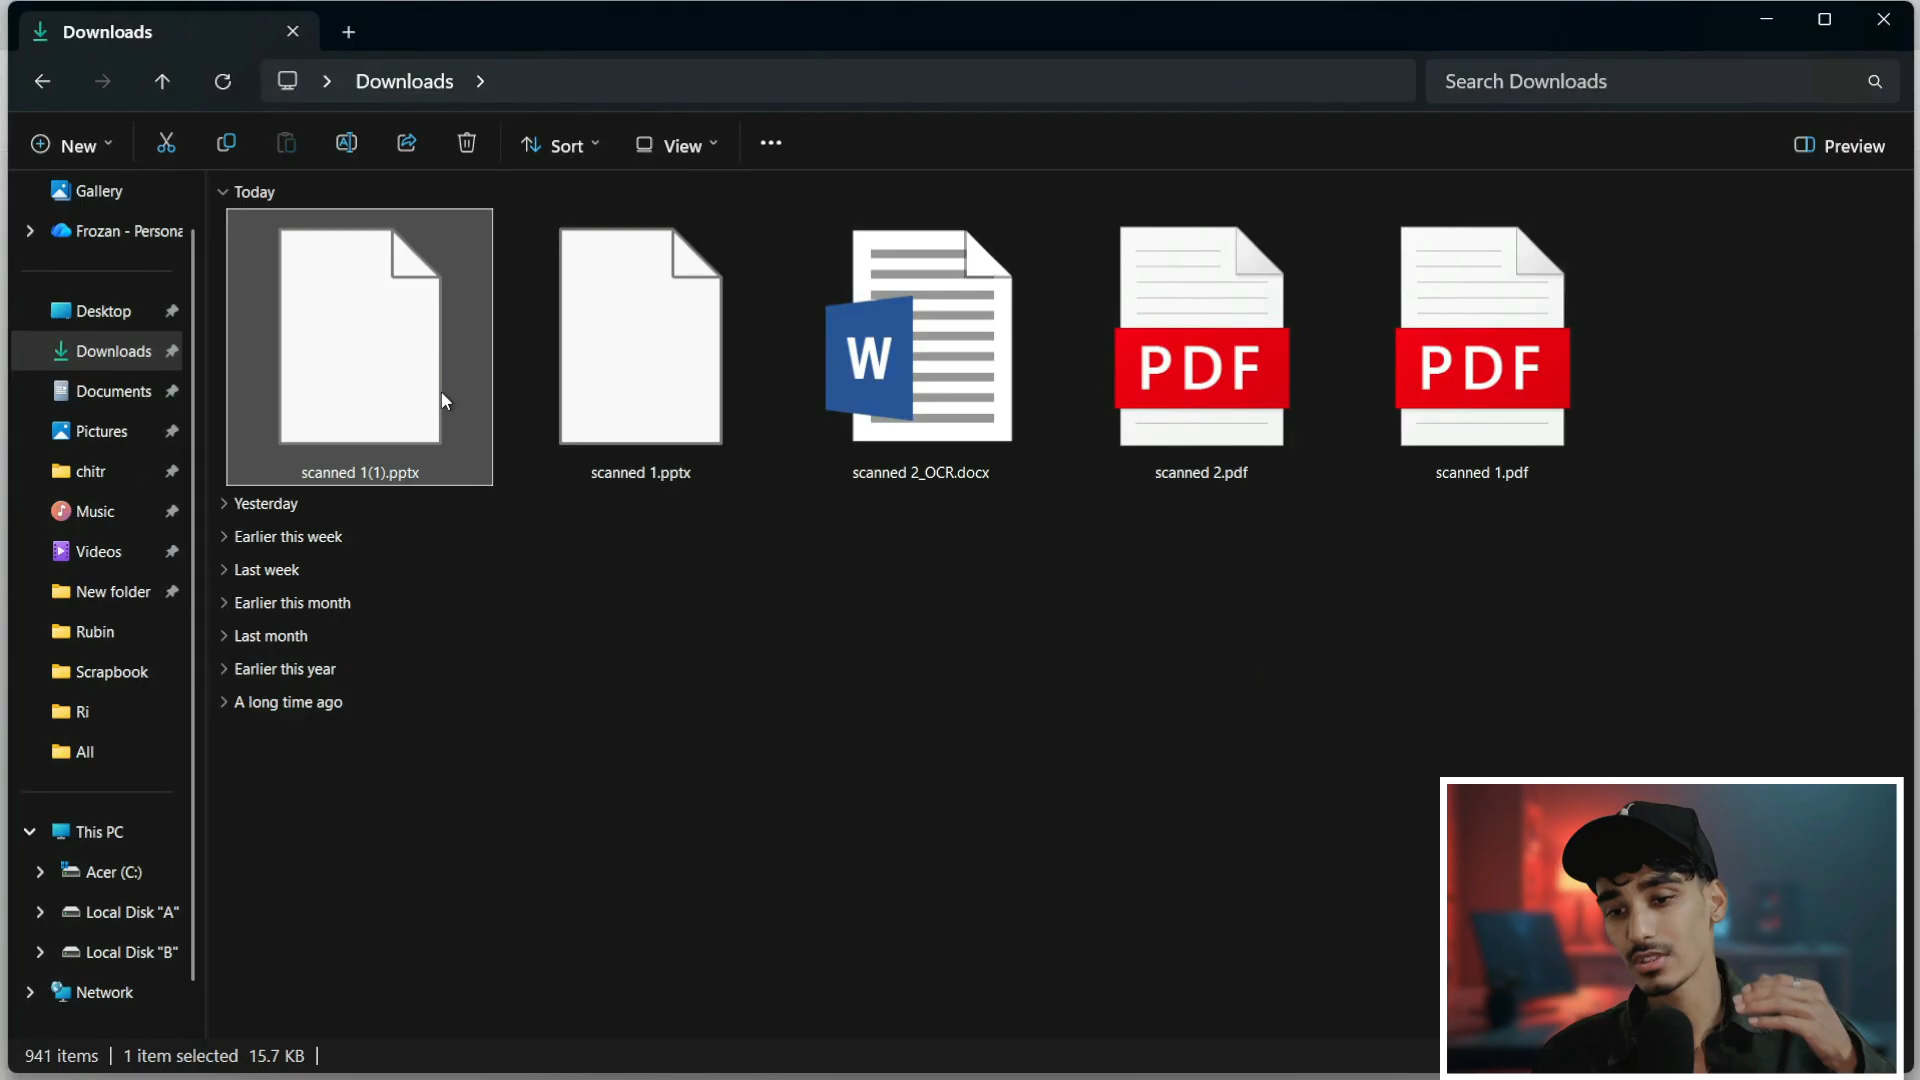 Downloads
Downloads
Search Downloads
New
Sort
View
Preview
Gallery
Frozan - Persona
Desktop
Downloads
Documents
Pictures
chitr
Music
Videos
New folder
Rubin
Scrapbook
Ri
All
This PC
Acer (C:)
Local Disk "A"
Local Disk "B"
Network
Today
W
PDF
PDF
scanned 1(1).pptx
scanned 1.pptx
scanned 2_OCR.docx
scanned 2.pdf
scanned 1.pdf
Yesterday
Earlier this week
Last week
Earlier this month
Last month
Earlier this year
A long time ago
941 items
1 item selected 15.7 KB